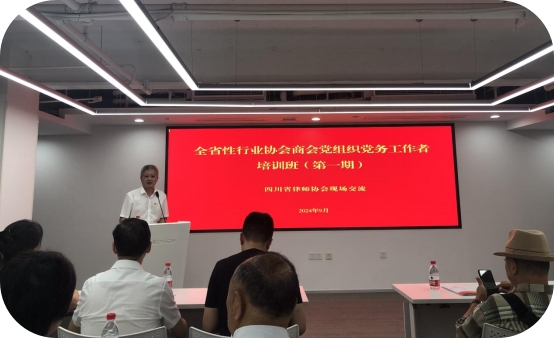 全省性行业协会商会党组织党务工作者
培训班（第一期）
四川省律师协会现场交流
2024年9月